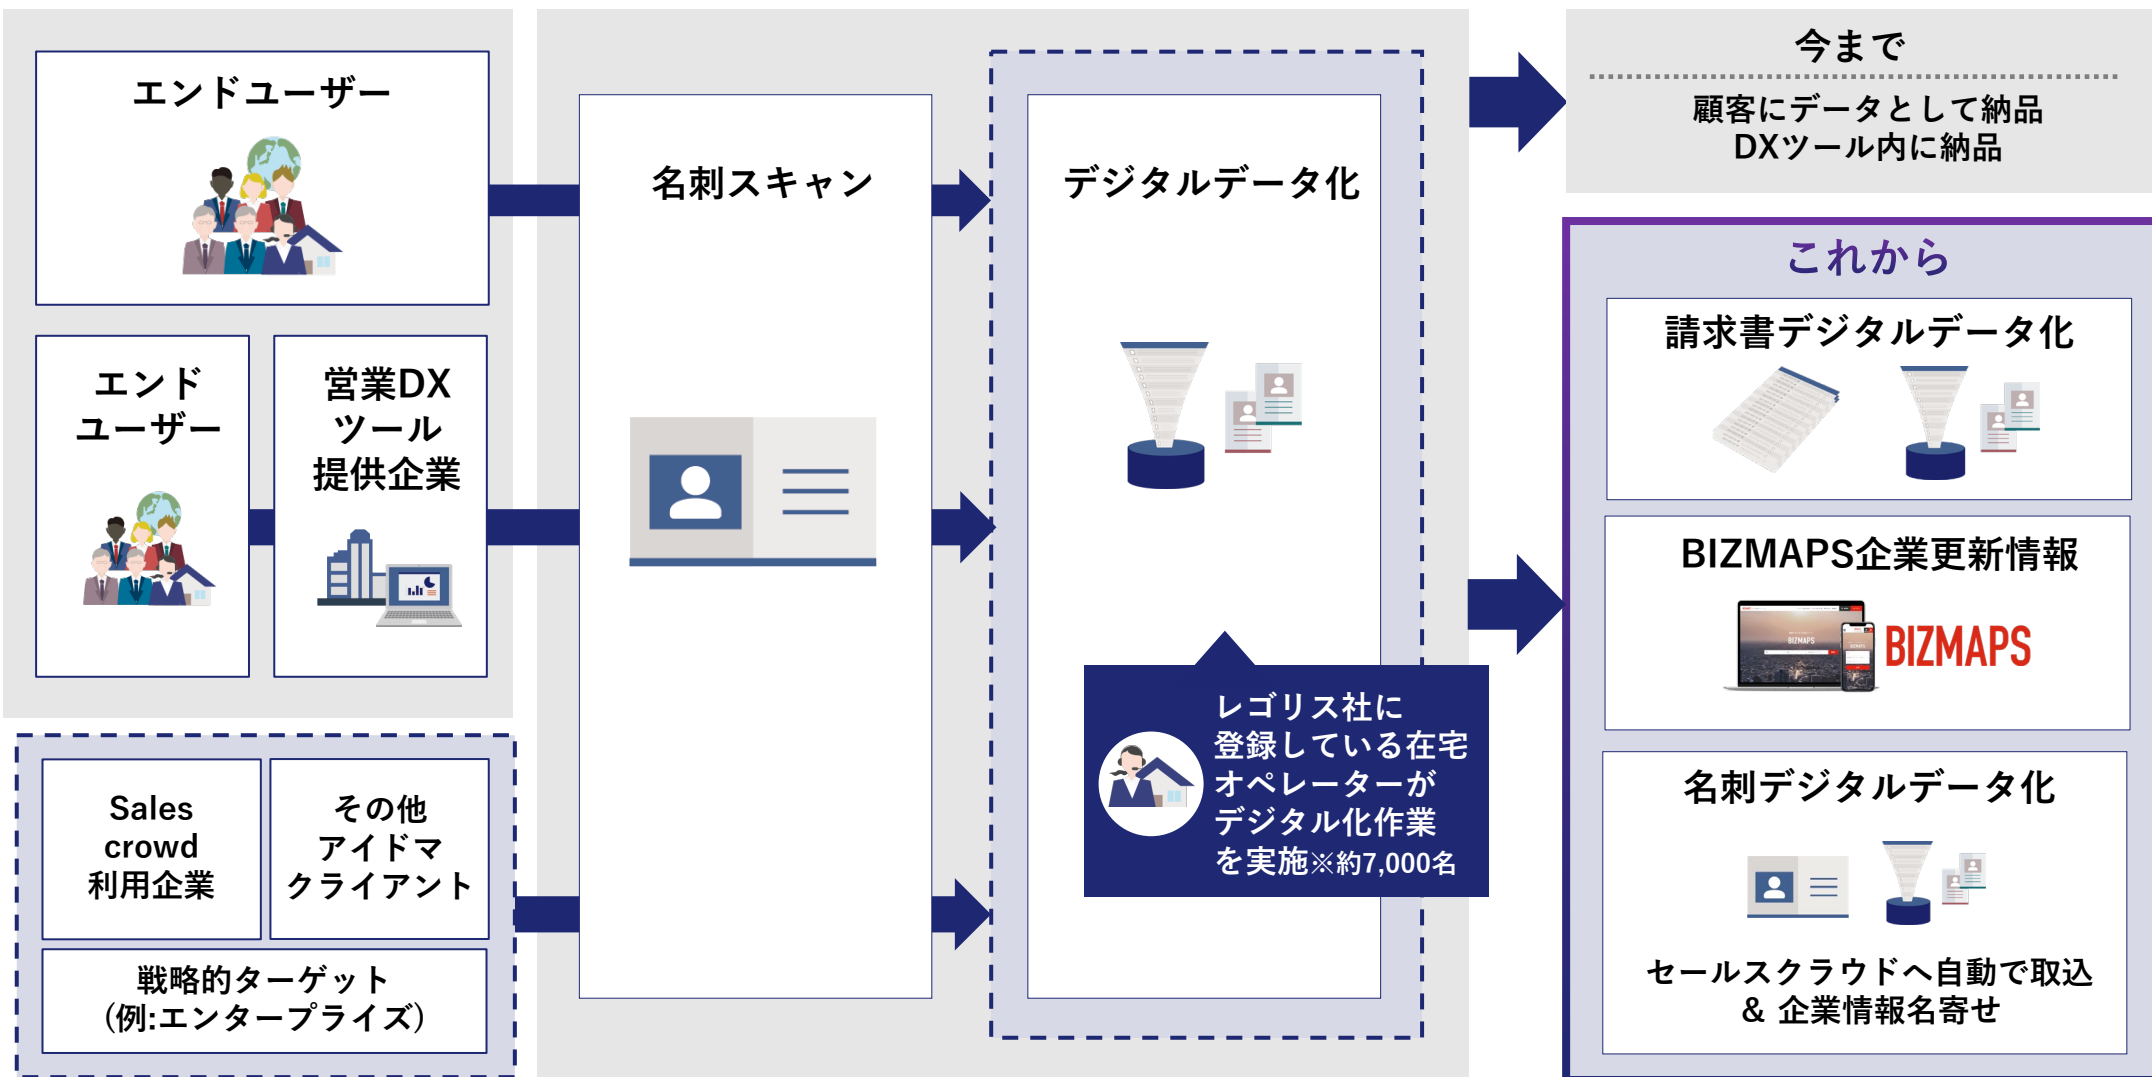 エンドユーザー
エンド
ユーザー
営業DX
ツール
提供企業
Sales
crowd
利用企業
その他
アイドマ
クライアント
戦略的ターゲット
(例:エンタープライズ)
名刺スキャン
デジタルデータ化
レゴリス社に
登録している在宅
オペレーターが
デジタル化作業
を実施※約7,000名
今まで
顧客にデータとして納品
DXツール内に納品
これから
請求書デジタルデータ化
BIZMAPS企業更新情報
BIZMAPS
BIZMAPS
名刺デジタルデータ化
セールスクラウドへ自動で取込
& 企業情報名寄せ